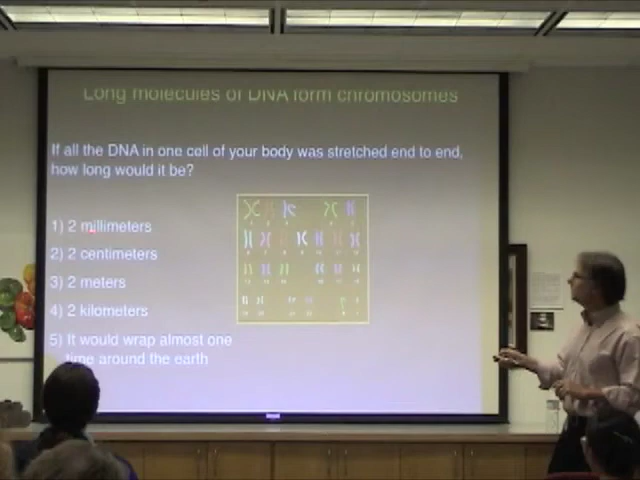 Long molecules of DNA form chromosomes
If all the DNA in one cell of your body was stretched end to end,
how long would it be?
1) 2 millimeters
2) 2 centimeters
3) 2 meters
4) 2 kilometers
5) It would wrap almost one
time around the earth